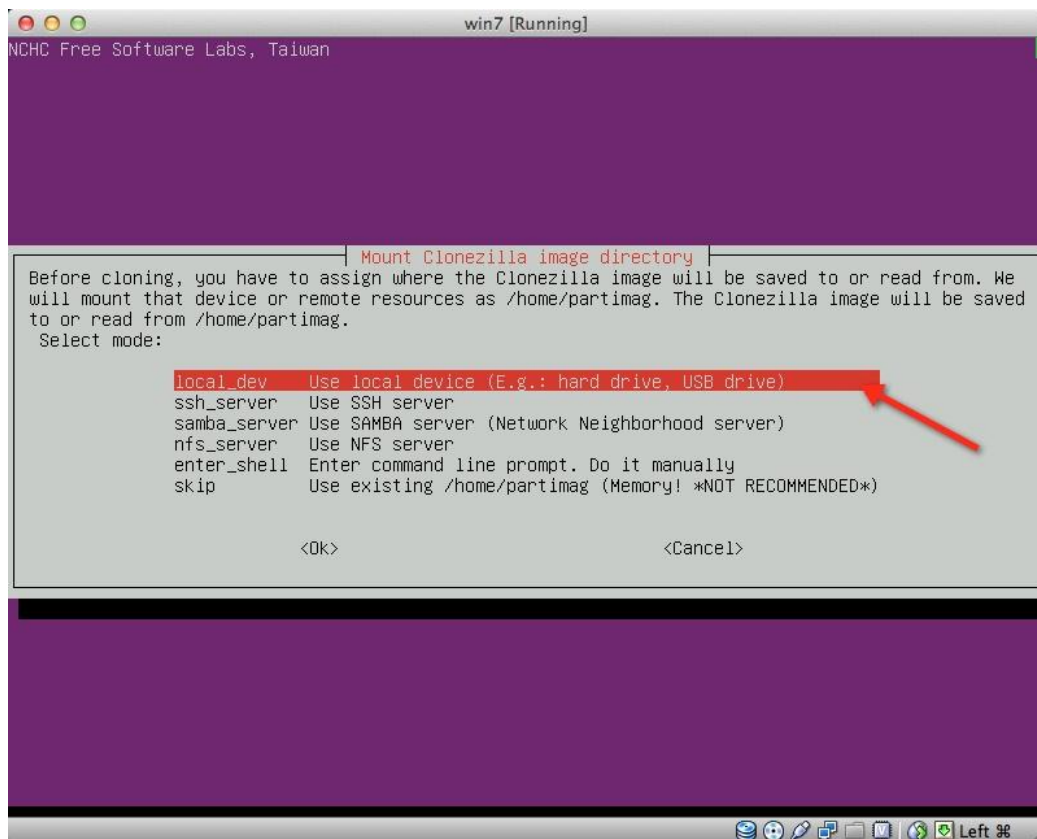 win7 [Running]
NCHC Free Software Labs, Taiwan
Mount Clonezilla image directory
Before cloning, you have to assign where the Clonezilla image will be saved to or read from. We
will mount that device or remote resources as /home/partimag. The Clonezilla image will be saved
to or read from /home/partimag.
Select mode:
local_dev Use local device (E.g.: hard drive, USB drive)
ssh_server Use SSH server
samba_server Use SAMBA server (Network Neighborhood server)
nfs_server Use NFS server
enter_shell Enter command line prompt. Do it manually
skip Use existing /home/partimag (Memory! *NOT RECOMMENDED*)
<Ok> <Cancel>
Left ⌘